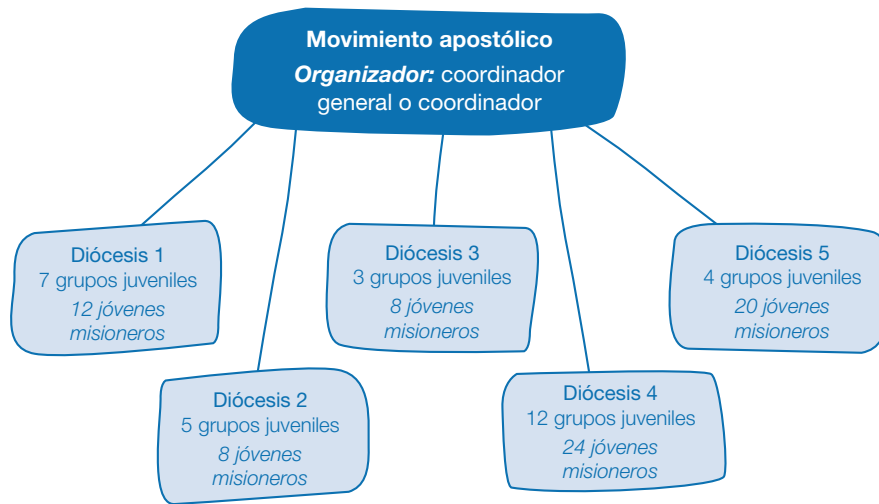 Movimiento apostólico
Organizador: coordinador
general o coordinador
Diócesis 1
7 grupos juveniles
12 jóvenes
misioneros
Diócesis 2
5 grupos juveniles
8 jóvenes
misioneros
Diócesis 3
3 grupos juveniles
8 jóvenes
misioneros
Diócesis 4
12 grupos juveniles
24 jóvenes
misioneros
Diócesis 5
4 grupos juveniles
20 jóvenes
misioneros